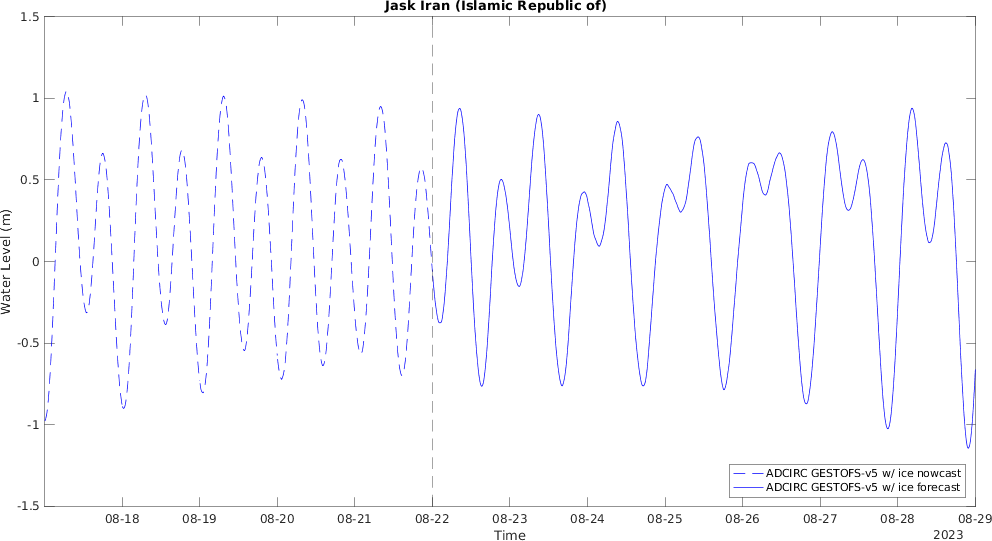 Jask Iran (Islamic Republic of)
1.5
1
0.5
0
-0.5
-1
-1.5
Water Level (m)
ADCIRC GESTOFS-v5 w/ ice nowcast
ADCIRC GESTOFS-v5 w/ ice forecast
08-18 08-19 08-20 08-21 08-22 08-23 08-24 08-25 08-26 08-27 08-28 08-29
Time
2023